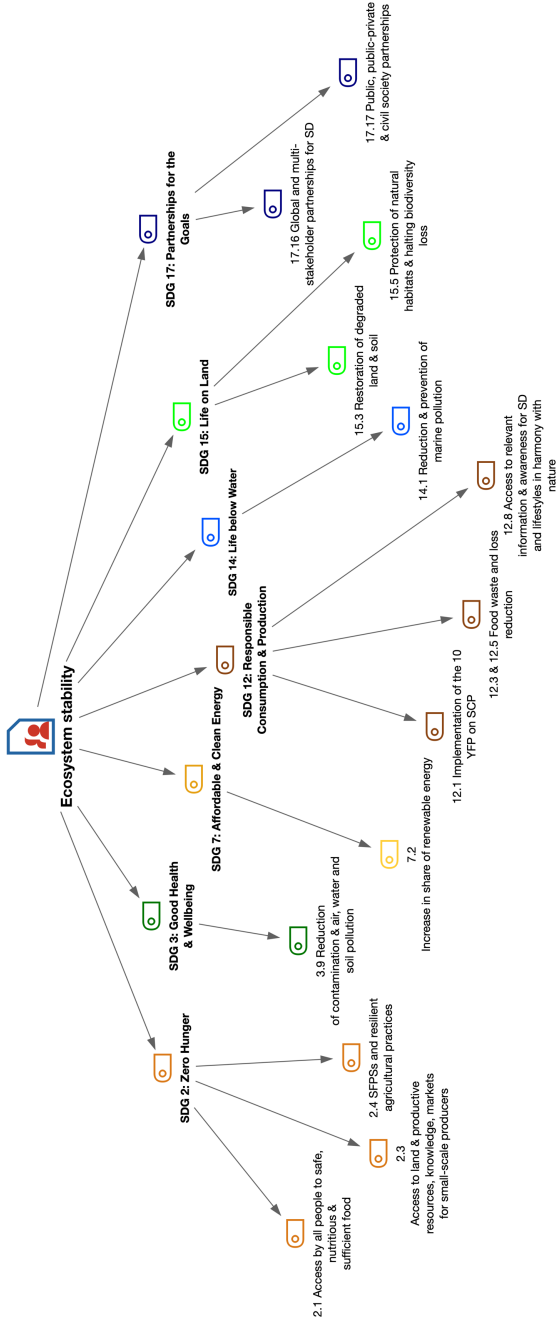 Ecosystem stability
SDG 2: Zero Hunger
SDG 3: Good Health
& Wellbeing
SDG 7: Affordable & Clean Energy
SDG 12: Responsible
Consumption & Production
SDG 14: Life below Water
SDG 15: Life on Land
SDG 17: Partnerships for the
Goals
2.1 Access by all people to safe,
nutritious &
sufficient food
2.3
Access to land & productive
resources, knowledge, markets
for small-scale producers
2.4 SFPSs and resilient
agricultural practices
3.9 Reduction
of contamination & air, water and
soil pollution
7.2
Increase in share of renewable energy
12.1 Implementation of the 10
YFP on SCP
12.3 & 12.5 Food waste and loss
reduction
12.8 Access to relevant
information & awareness for SD
and lifestyles in harmony with
nature
14.1 Reduction & prevention of
marine pollution
15.3 Restoration of degraded
land & soil
15.5 Protection of natural
habitats & halting biodiversity
loss
17.16 Global and multi-
stakeholder partnerships for SD
17.17 Public, public-private
& civil society partnerships